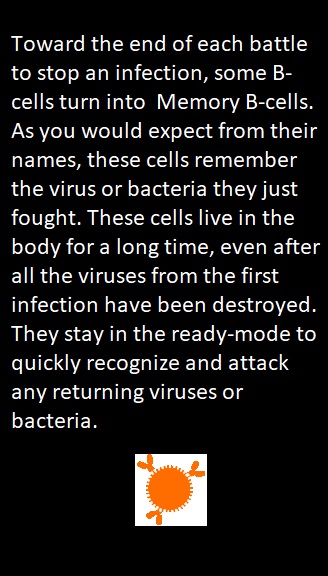 Toward the end of each battle
to stop an infection, some B-
cells turn into  Memory B-cells.
As you would expect from their
names, these cells remember
the virus or bacteria they just
fought. These cells live in the
body for a long time, even after
all the viruses from the first
infection have been destroyed.
They stay in the ready-mode to
quickly recognize and attack
any returning viruses or
bacteria.